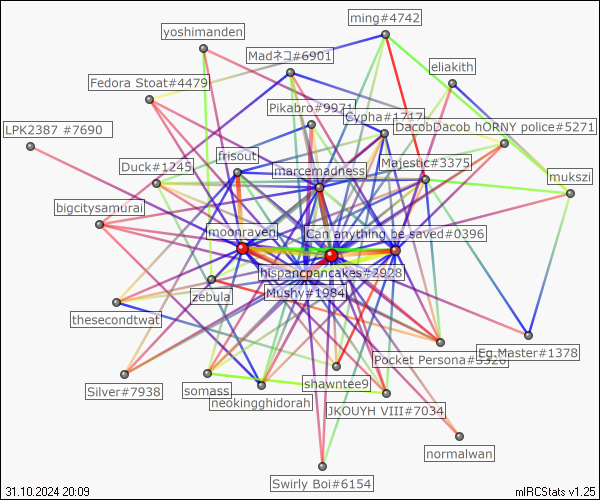 ming#4742
yoshimanden
Madネコ#6901
eliakith
Fedora Stoat#4479
Pikabro#9971
Cypha#1717
DacobDacob hORNY police#5271
LPK2387 #7690
frisout
Duck#1245
marcemadness
Majestic#3375
mukszi
bigcitysamurai
moonraven
Can anything be saved#0396
hispancpancakes#2928
zebula
Mushy#1984
thesecondtwat
Pocket Persona#5326
Eg.Master#1378
Silver#7938
somass
shawntee9
neokingghidorah
JKOUYH VIII#7034
normalwan
Swirly Boi#6154
31.10.2024 20:09
mIRCStats v1.25